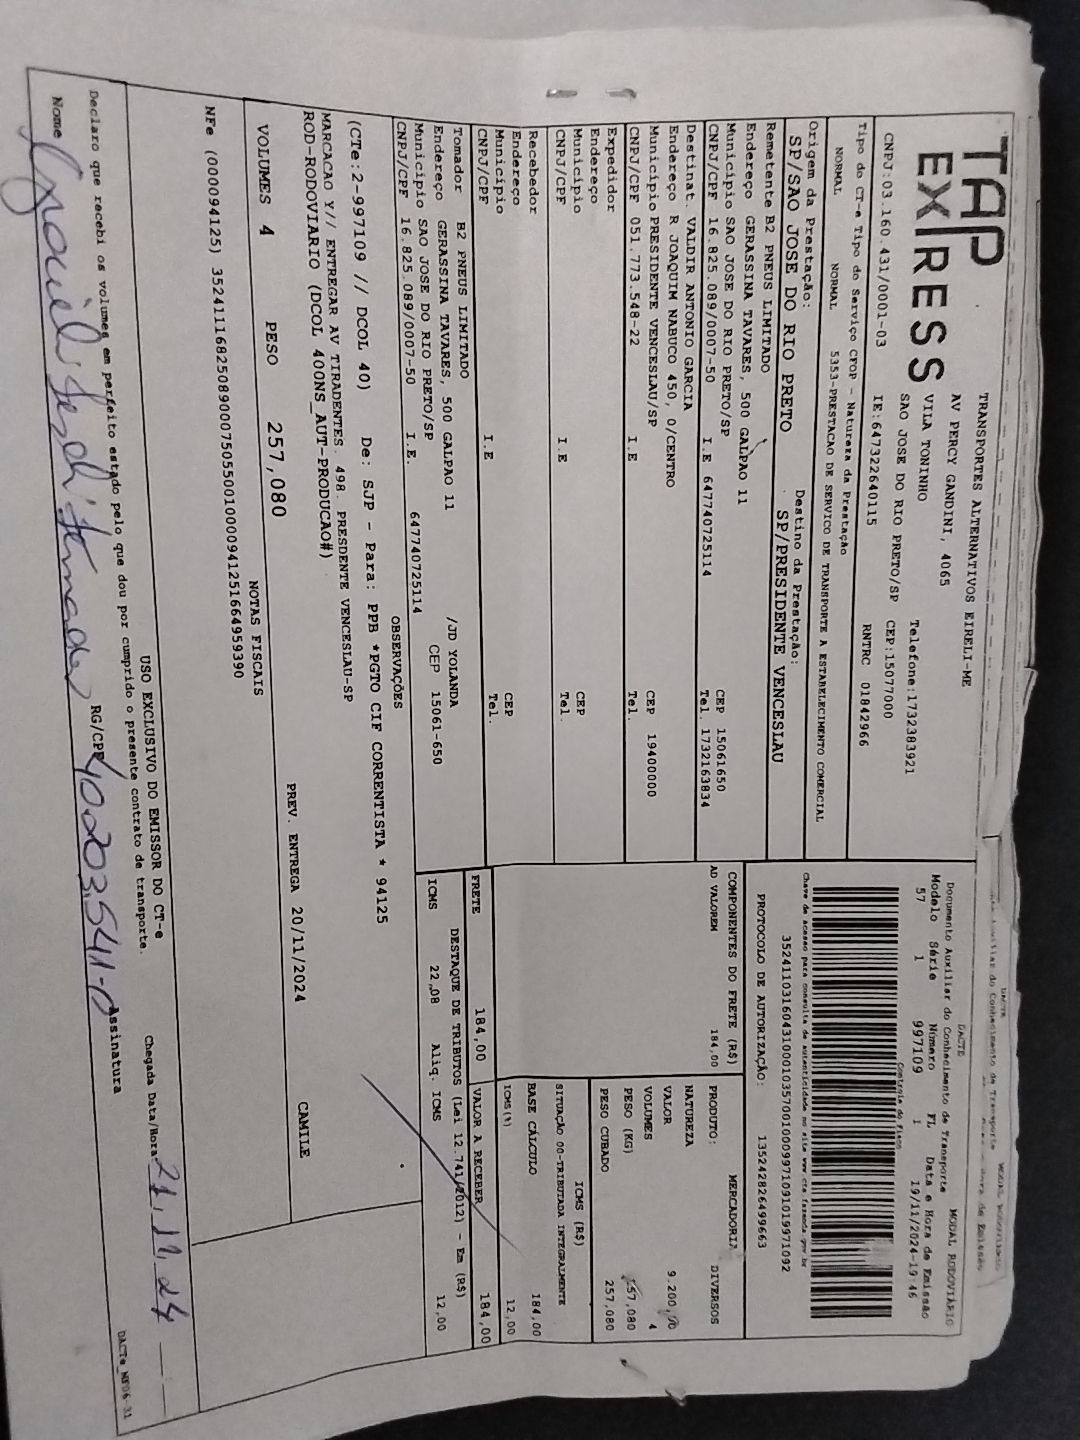 TAP
EXPRESS
TRANSPORTES ALTERNATIVOS EIRELI-ME
AV PERCY GANDINI, 4065
VILA TONINHO
SAO JOSE DO RIO PRETO/SP
Telefone:1732383921
CEP:15077000
CNPJ:03.160.431/0001-03
IE:647322640115
RNTRC 01842966
DACTE
MODAL RODOVIÁRIO
Documento Auxiliar do Conhecimento de Transporte
Modelo Série Número FL Data e Hora de Emissão
57 1 997109 1 19/11/2024-19:46
Controle do Fisco
Chave de acesso para consulta de autenticidade no site www.cte.fazenda.gov.br
35241103160431000103570010009971091019971092
PROTOCOLO DE AUTORIZAÇÃO: 135242826499663
Tipo do CT-e Tipo do Serviço CFOP - Natureza da Prestação
NORMAL NORMAL 5353-PRESTACAO DE SERVICO DE TRANSPORTE A ESTABELECIMENTO COMERCIAL
Origem da Prestação: Destino da Prestação:
SP/SAO JOSE DO RIO PRETO SP/PRESIDENTE VENCESLAU
Remetente B2 PNEUS LIMITADO
Endereço GERASSINA TAVARES, 500 GALPAO 11
Municipio SAO JOSE DO RIO PRETO/SP CEP 15061650
CNPJ/CPF 16.825.089/0007-50 I.E 647740725114 Tel. 1732163834
Destinat. VALDIR ANTONIO GARCIA
Endereço R JOAQUIM NABUCO 450, 0/CENTRO
Municipio PRESIDENTE VENCESLAU/SP CEP 19400000
CNPJ/CPF 051.773.548-22 I.E Tel.
Expedidor
Endereço
Municipio CEP
CNPJ/CPF I.E Tel.
Recebedor
Endereço
Municipio CEP
CNPJ/CPF I.E Tel.
Tomador B2 PNEUS LIMITADO
Endereço GERASSINA TAVARES, 500 GALPAO 11 /JD YOLANDA
Municipio SAO JOSE DO RIO PRETO/SP CEP 15061-650
CNPJ/CPF 16.825.089/0007-50 I.E. 647740725114
COMPONENTES DO FRETE (R$)
AD VALOREM 184,00
PRODUTO: MERCADORIA DIVERSOS
NATUREZA
VALOR 9.200,00
VOLUMES 4
PESO (KG) 257,080
PESO CUBADO 257,080
ICMS (R$)
SITUAÇÃO 00-TRIBUTADA INTEGRALMENTE
BASE CÁLCULO 184,00
ICMS(%) 12,00
FRETE 184,00 VALOR A RECEBER 184,00
DESTAQUE DE TRIBUTOS (Lei 12.741/2012) - Em (R$)
ICMS 22,08 Aliq. ICMS 12,00
OBSERVAÇÕES
(CTe:2-997109 // DCOL 40) De: SJP - Para: PPB *PGTO CIF CORRENTISTA * 94125
MARCACAO Y// ENTREGAR AV TIRADENTES. 498. PRESDENTE VENCESLAU-SP
ROD-RODOVIARIO (DCOL 400NS_AUT-PRODUCAO#)
PREV. ENTREGA 20/11/2024 CAMILE
VOLUMES 4 PESO 257,080
NOTAS FISCAIS
NFe (000094125) 35241116825089000750550010000941251664959390
USO EXCLUSIVO DO EMISSOR DO CT-e
Declaro que recebi os volumes em perfeito estado pelo que dou por cumprido o presente contrato de transporte.
Chegada Data/Hora: 21.11.24
Nome RG/CPF 40.203.541-0 Assinatura
DACTe_MF06-31